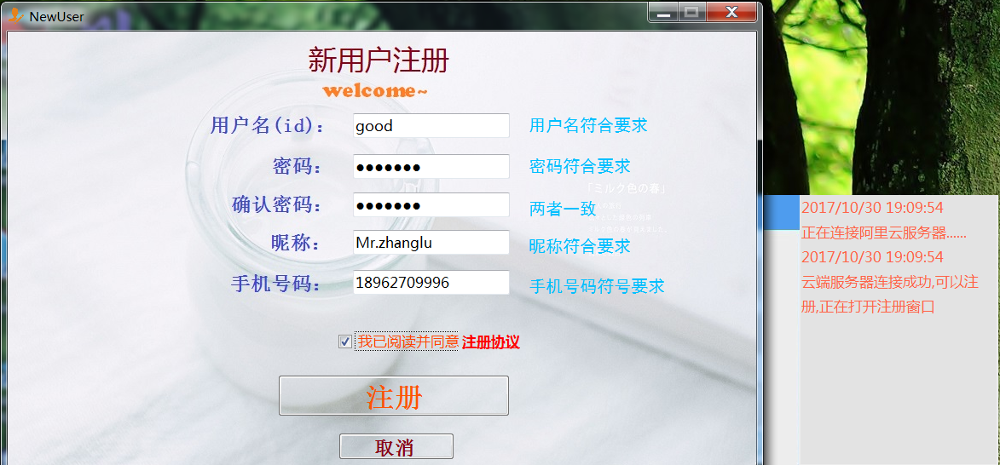 NewUser
新用户注册
welcome~
用户名(id): good 用户名符合要求
密码: ●●●●●●● 密码符合要求
「ミルク色の春」
确认密码: ●●●●●●● 两者一致
昵称: Mr.zhanglu 昵称符合要求
手机号码: 18962709996 手机号码符号要求
我已阅读并同意 注册协议
注册
取消
2017/10/30 19:09:54
正在连接阿里云服务器......
2017/10/30 19:09:54
云端服务器连接成功,可以注
册,正在打开注册窗口